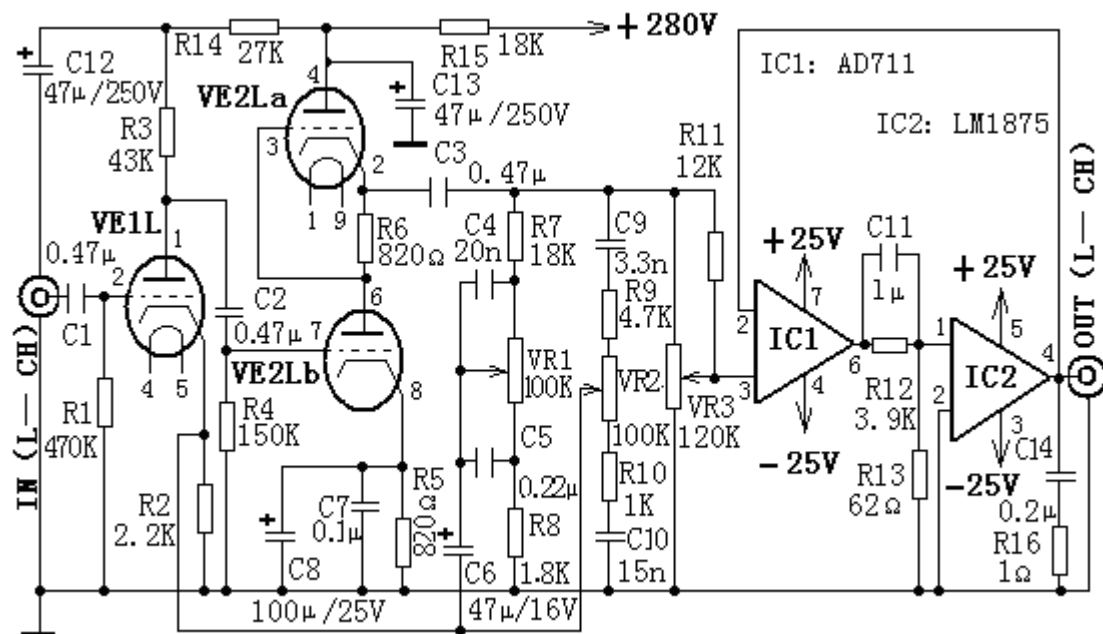 R14
27K
R15
18K
+280V
C12
47μ/250V
VE2La
4
3
2
1
9
C13
47μ/250V
IC1: AD711
IC2: LM1875
R3
43K
C3
0.47μ
R11
12K
VE1L
1
2
4
5
0.47μ
C1
IN (L— CH)
R6
820Ω
C4
20n
R7
18K
C9
3.3n
R9
4.7K
C2
0.47μ
7
6
8
VE2Lb
VR1
100K
VR2
100K
VR3
120K
+25V
7
2
3
IC1
6
4
-25V
C11
1μ
R12
3.9K
+25V
5
1
2
IC2
4
3
-25V
OUT (L— CH)
R1
470K
R4
150K
R2
2.2K
C5
0.22μ
R5
820Ω
C7
0.1μ
C8
100μ/25V
C6
47μ/16V
R8
1.8K
R10
1K
C10
15n
R13
62Ω
C14
0.2μ
R16
1Ω